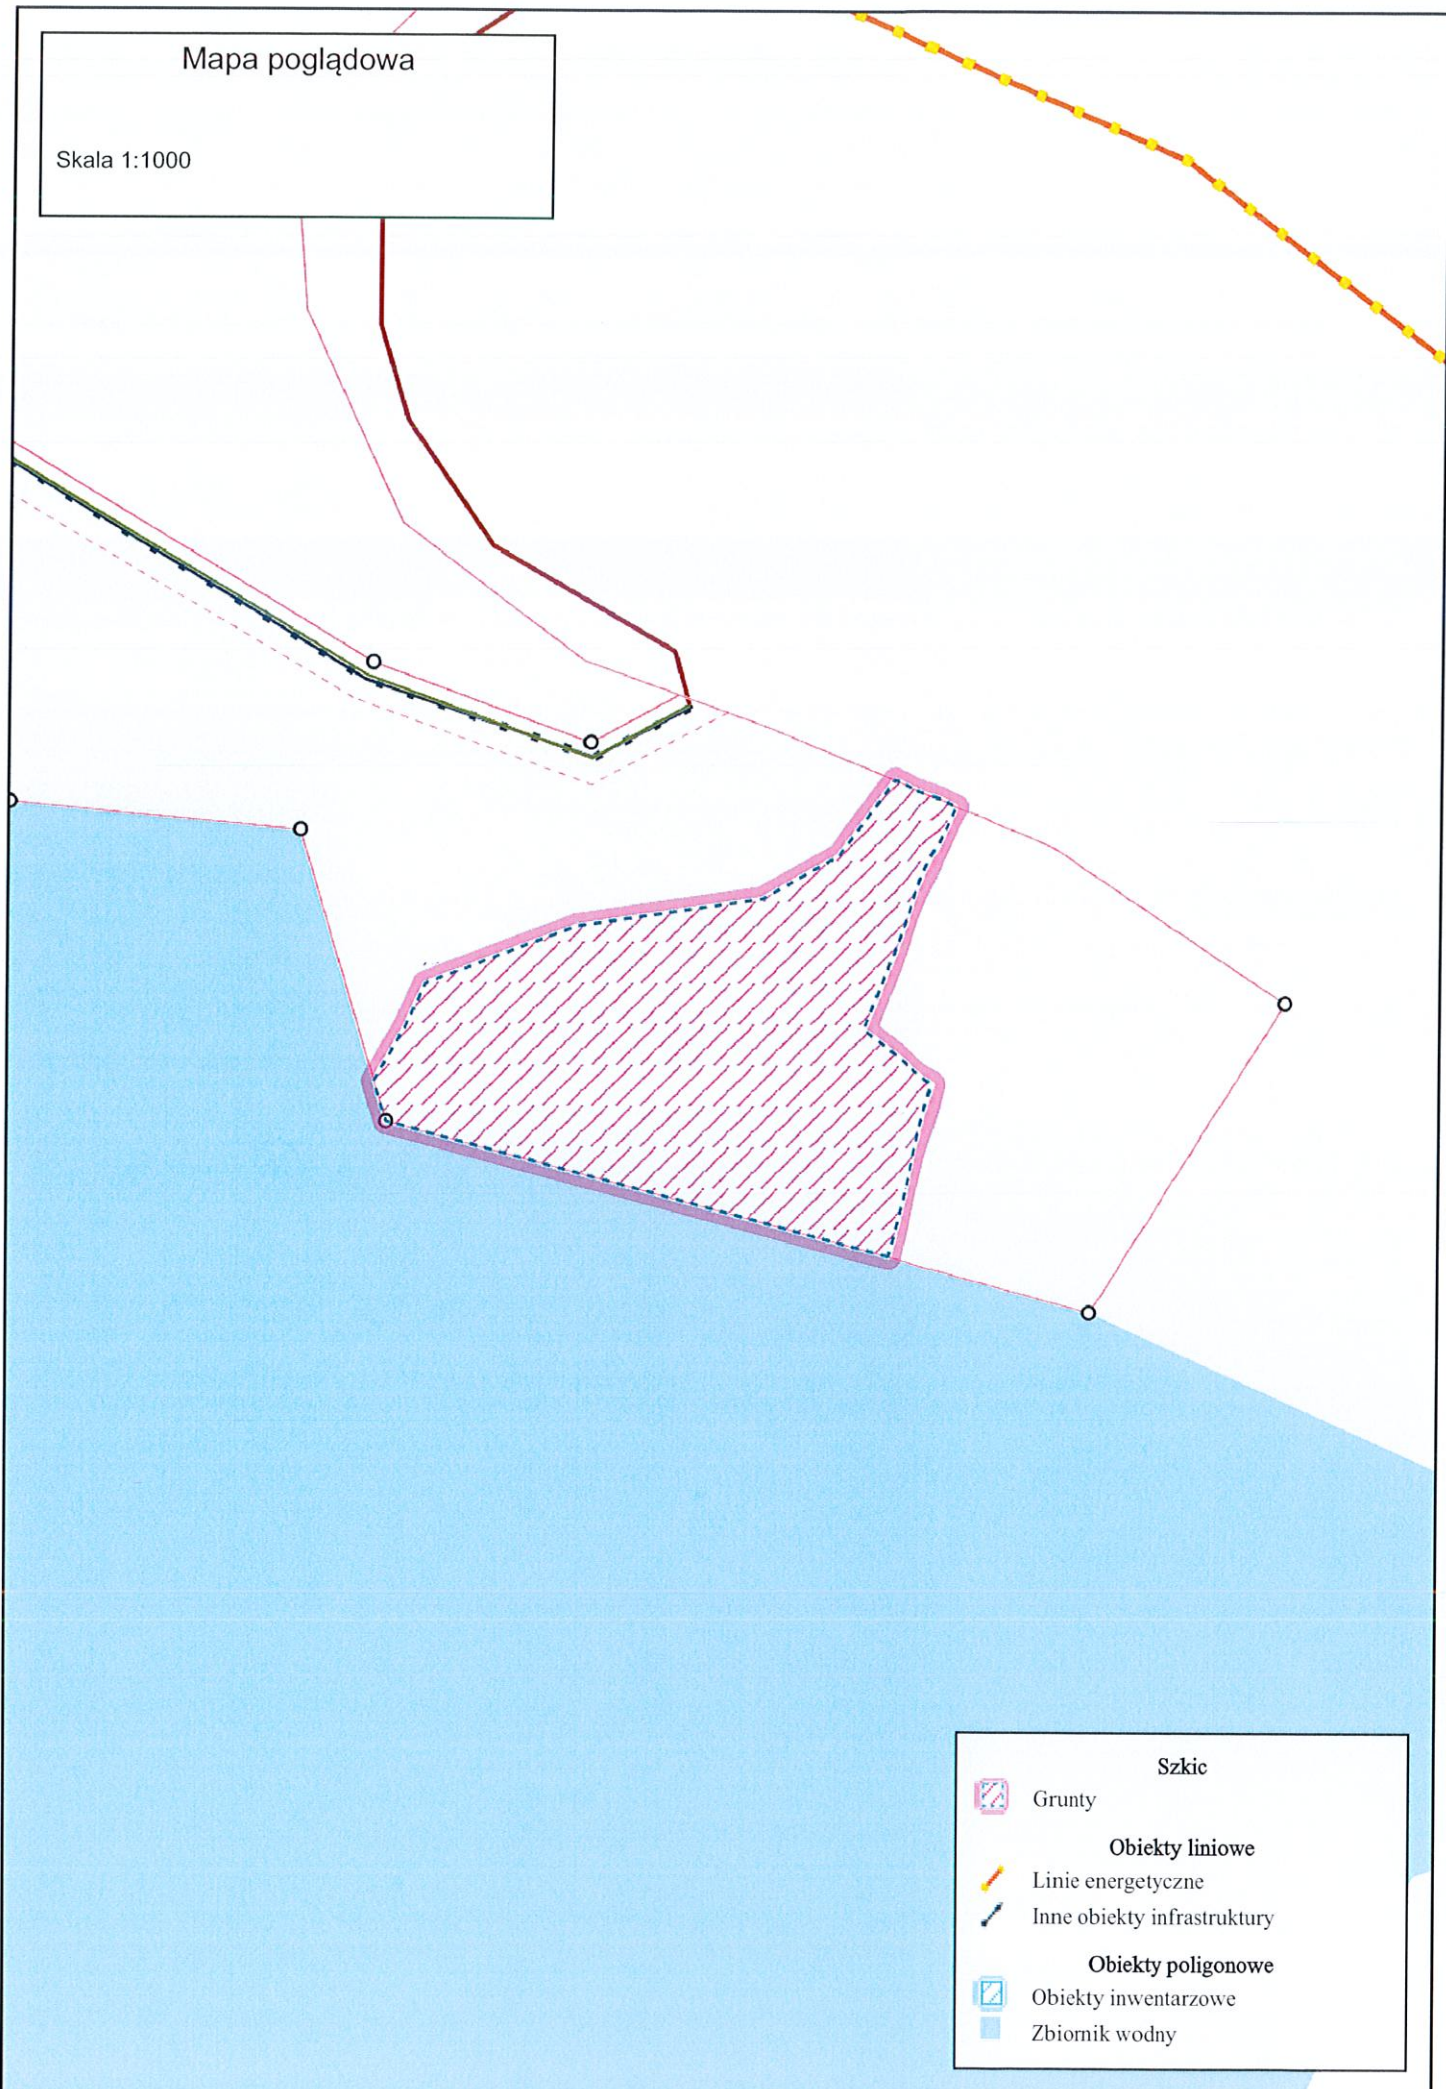 Mapa poglądowa
Skala 1:1000
Szkic
Grunty
Obiekty liniowe
Linie energetyczne
Inne obiekty infrastruktury
Obiekty poligonowe
Obiekty inwentarzowe
Zbiornik wodny